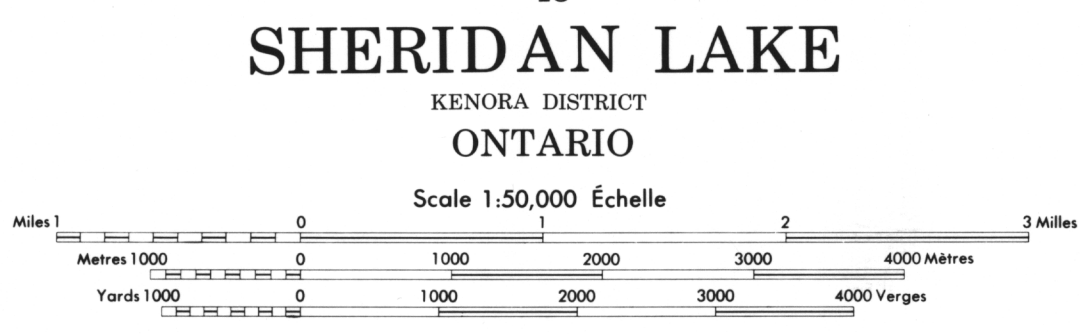 SHERIDAN LAKE
KENORA DISTRICT
ONTARIO
Scale 1:50,000 Échelle
Miles 1 0 1 2 3 Milles
Metres 1000 0 1000 2000 3000 4000 Mètres
Yards 1000 0 1000 2000 3000 4000 Verges